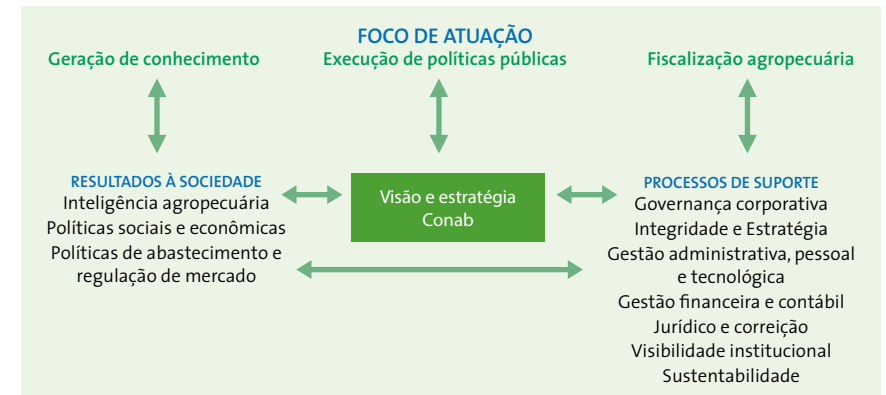 FOCO DE ATUAÇÃO
Geração de conhecimento
Execução de políticas públicas
Fiscalização agropecuária
RESULTADOS À SOCIEDADE
Inteligência agropecuária
Políticas sociais e econômicas
Políticas de abastecimento e
regulação de mercado
Visão e estratégia
Conab
PROCESSOS DE SUPORTE
Governança corporativa
Integridade e Estratégia
Gestão administrativa, pessoal
e tecnológica
Gestão financeira e contábil
Jurídico e correição
Visibilidade institucional
Sustentabilidade